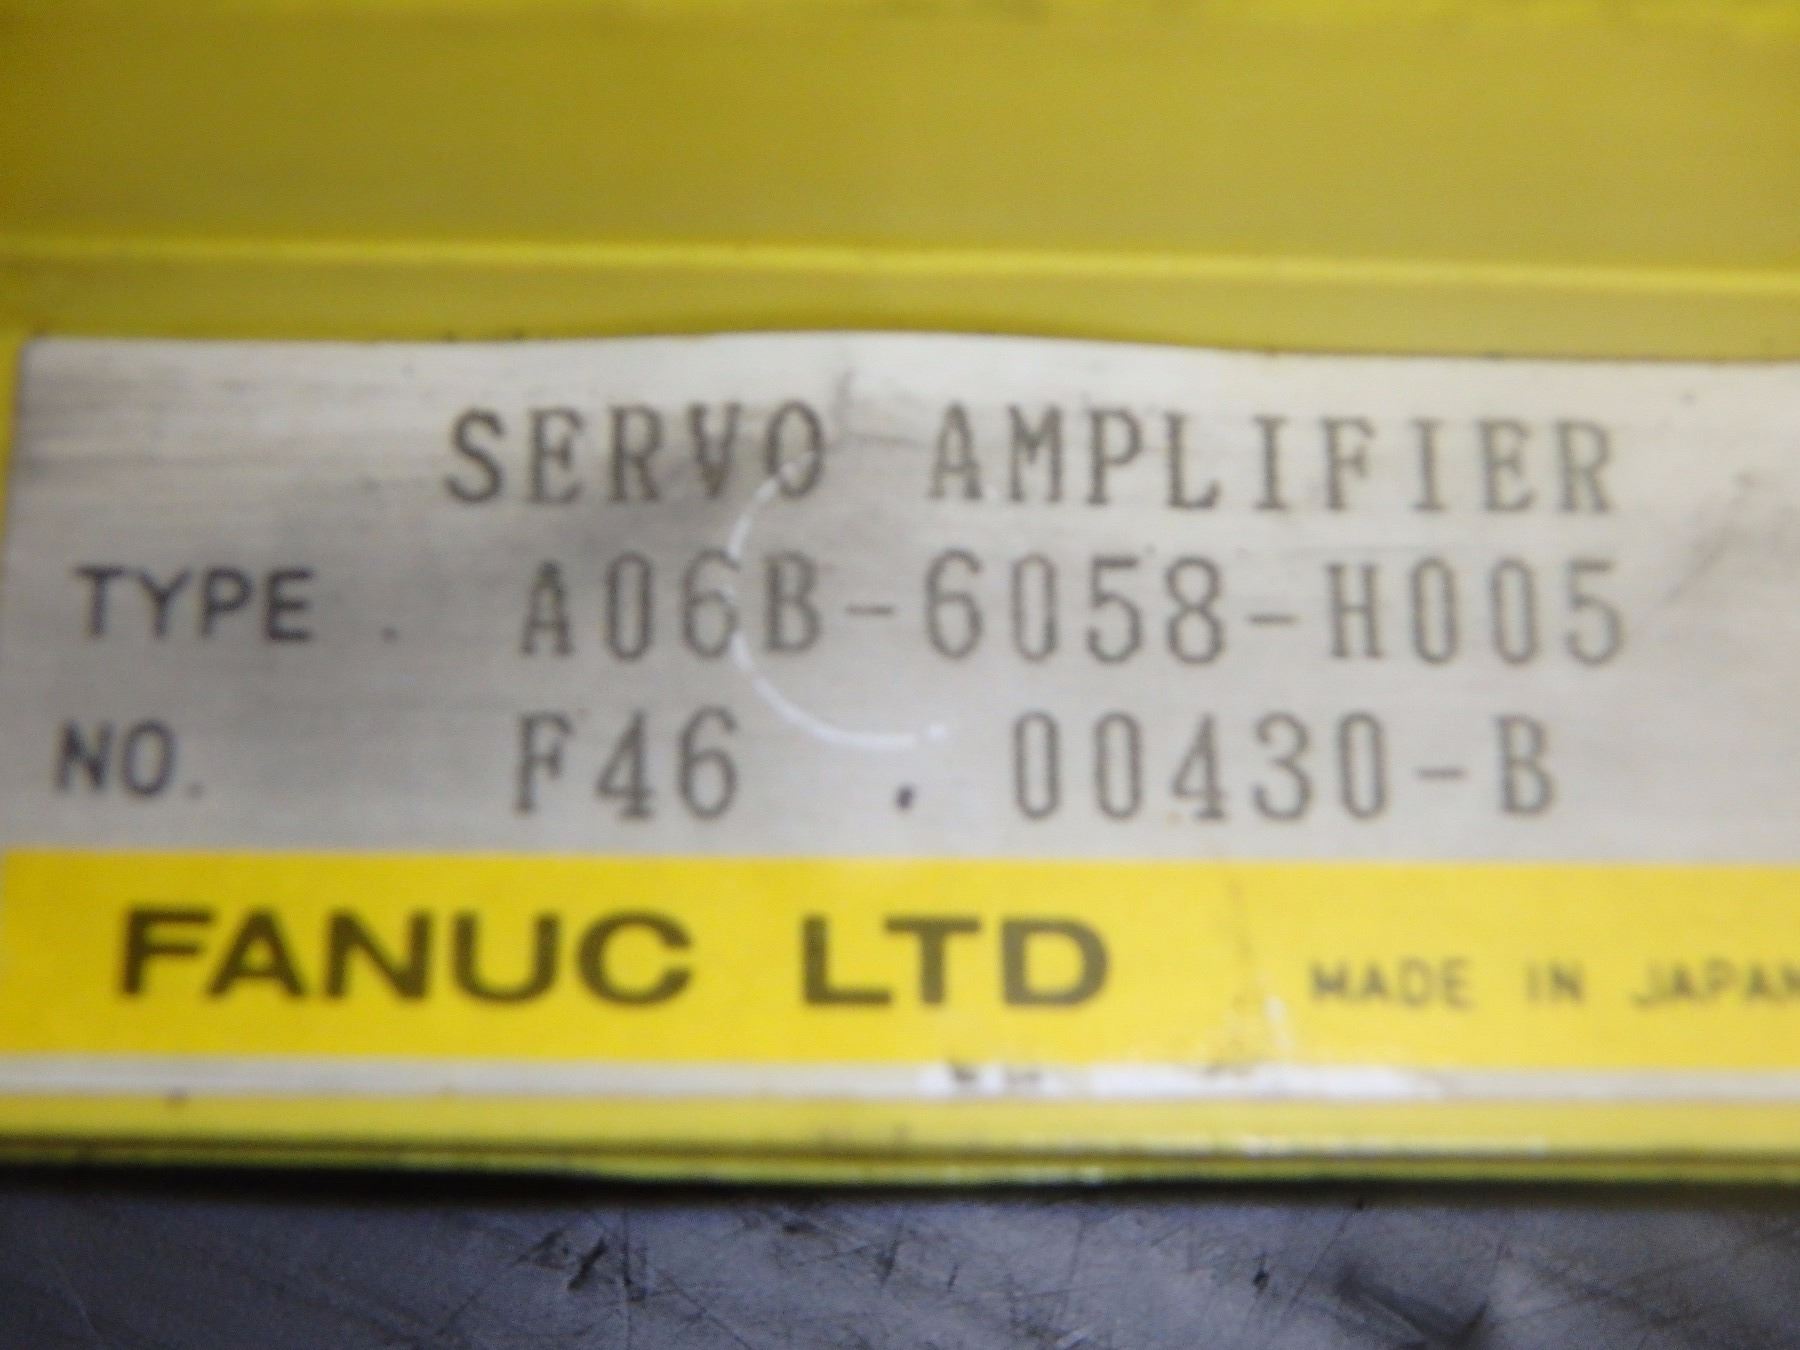 SERVO AMPLIFIER
TYPE A06B-6058-H005
NO. F46 00430-B
FANUC LTD MADE IN JAPAN